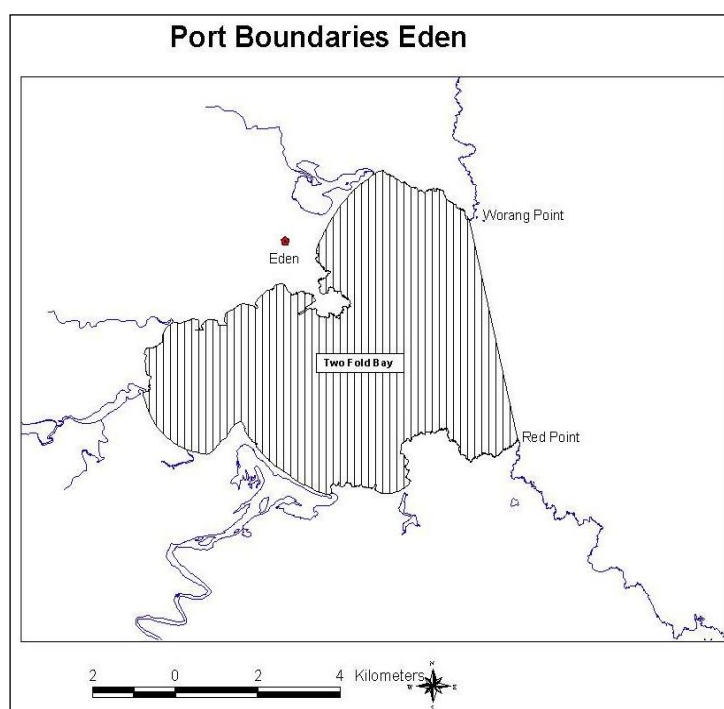 Port Boundaries Eden
Worang Point
Eden
Two Fold Bay
Red Point
2 0 2 4 Kilometers
N
W E
S